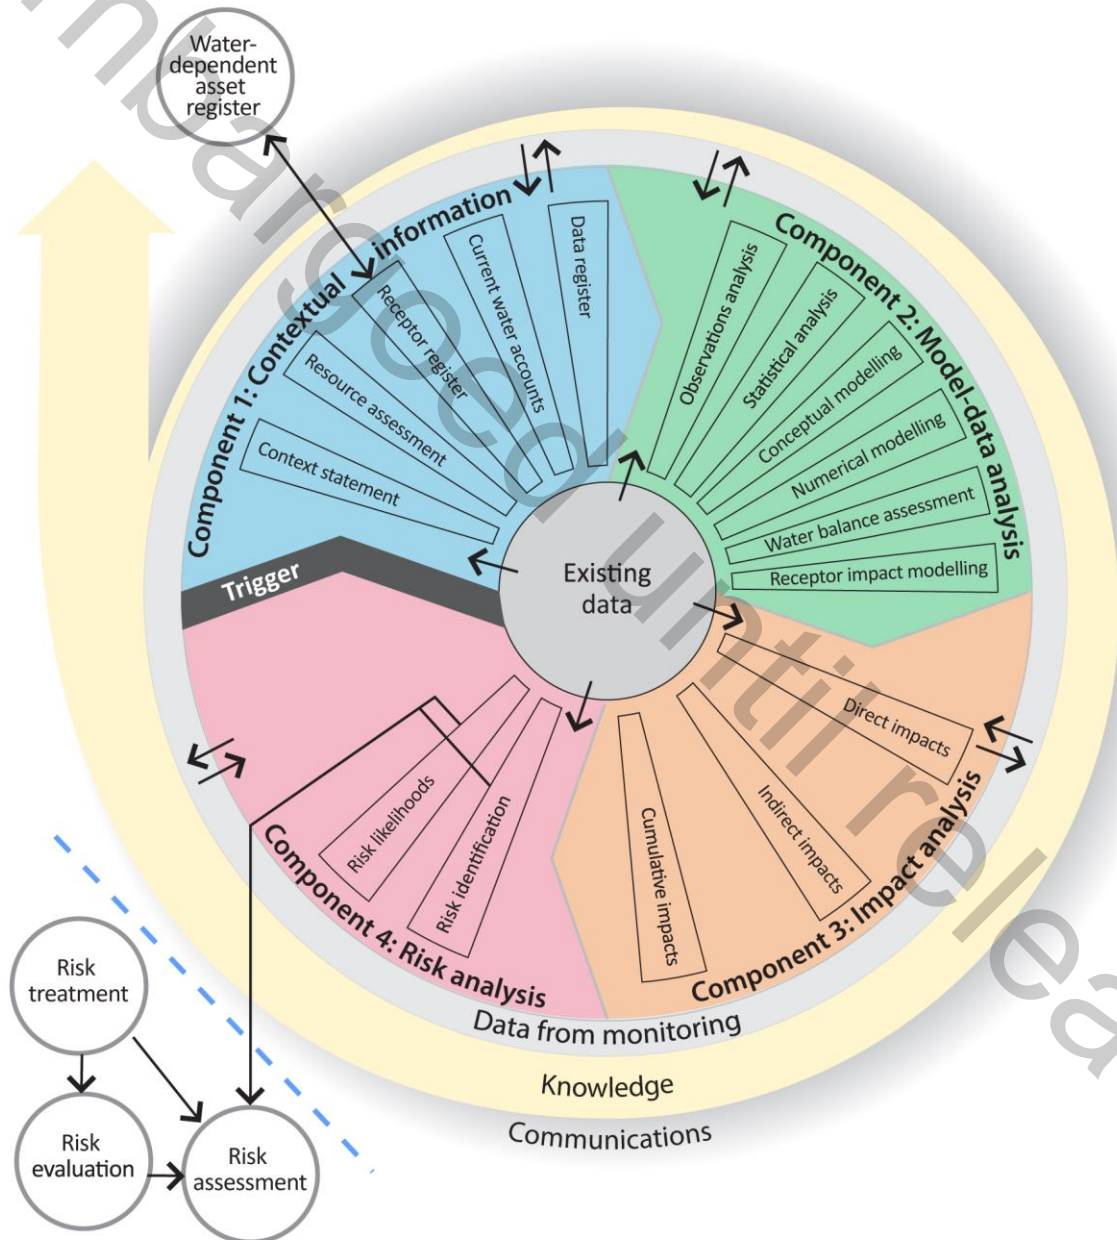 Water-
dependent
asset
register
Component 1: Contextual information
Context statement
Resource assessment
Receptor register
Current water accounts
Data register
Component 2: Model-data analysis
Observations analysis
Statistical analysis
Conceptual modelling
Numerical modelling
Water balance assessment
Receptor impact modelling
Trigger
Existing
data
Component 3: Impact analysis
Direct impacts
Indirect impacts
Cumulative impacts
Component 4: Risk analysis
Risk identification
Risk likelihoods
Data from monitoring
Knowledge
Communications
Risk
treatment
Risk
evaluation
Risk
assessment
until